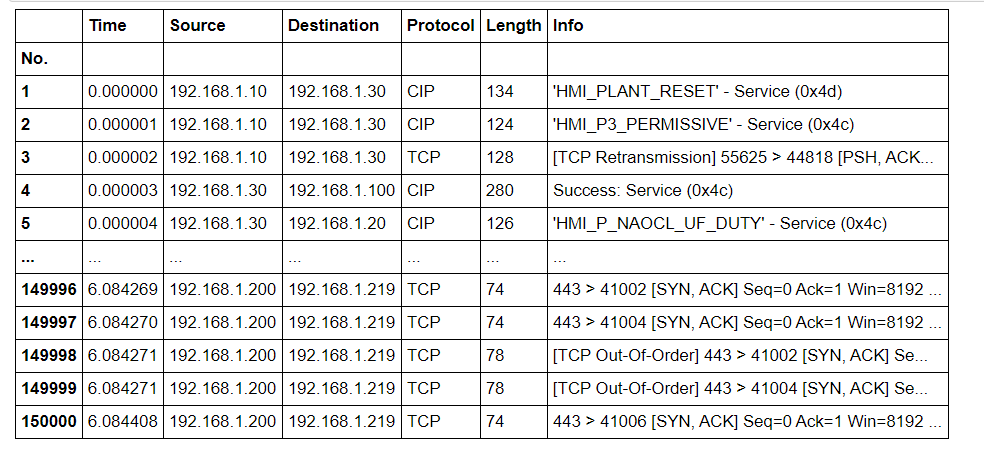 Time Source Destination Protocol Length Info
No.
1 0.000000 192.168.1.10 192.168.1.30 CIP 134 'HMI_PLANT_RESET' - Service (0x4d)
2 0.000001 192.168.1.10 192.168.1.30 CIP 124 'HMI_P3_PERMISSIVE' - Service (0x4c)
3 0.000002 192.168.1.10 192.168.1.30 TCP 128 [TCP Retransmission] 55625 > 44818 [PSH, ACK...
4 0.000003 192.168.1.30 192.168.1.100 CIP 280 Success: Service (0x4c)
5 0.000004 192.168.1.30 192.168.1.20 CIP 126 'HMI_P_NAOCL_UF_DUTY' - Service (0x4c)
... ... ... ... ... ... ...
149996 6.084269 192.168.1.200 192.168.1.219 TCP 74 443 > 41002 [SYN, ACK] Seq=0 Ack=1 Win=8192 ...
149997 6.084270 192.168.1.200 192.168.1.219 TCP 74 443 > 41004 [SYN, ACK] Seq=0 Ack=1 Win=8192 ...
149998 6.084271 192.168.1.200 192.168.1.219 TCP 78 [TCP Out-Of-Order] 443 > 41002 [SYN, ACK] Se...
149999 6.084271 192.168.1.200 192.168.1.219 TCP 78 [TCP Out-Of-Order] 443 > 41004 [SYN, ACK] Se...
150000 6.084408 192.168.1.200 192.168.1.219 TCP 74 443 > 41006 [SYN, ACK] Seq=0 Ack=1 Win=8192 ...